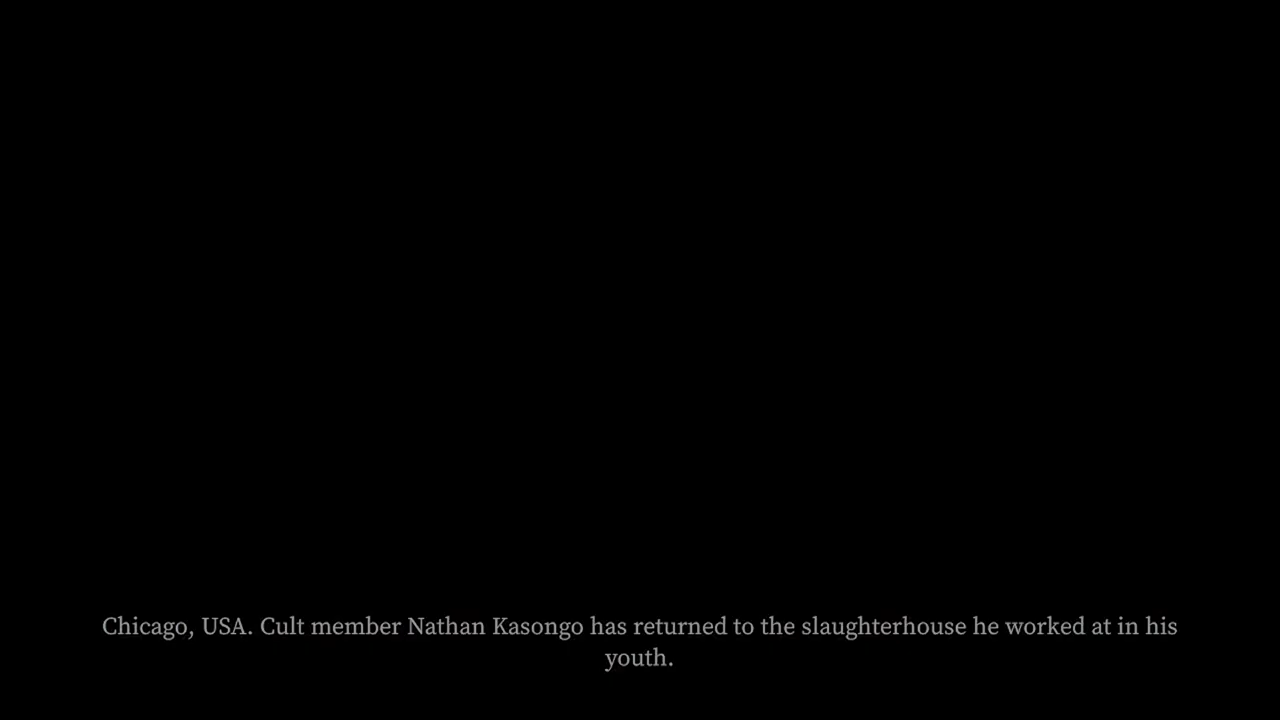 Chicago, USA. Cult member Nathan Kasongo has returned to the slaughterhouse he worked at in his
youth.